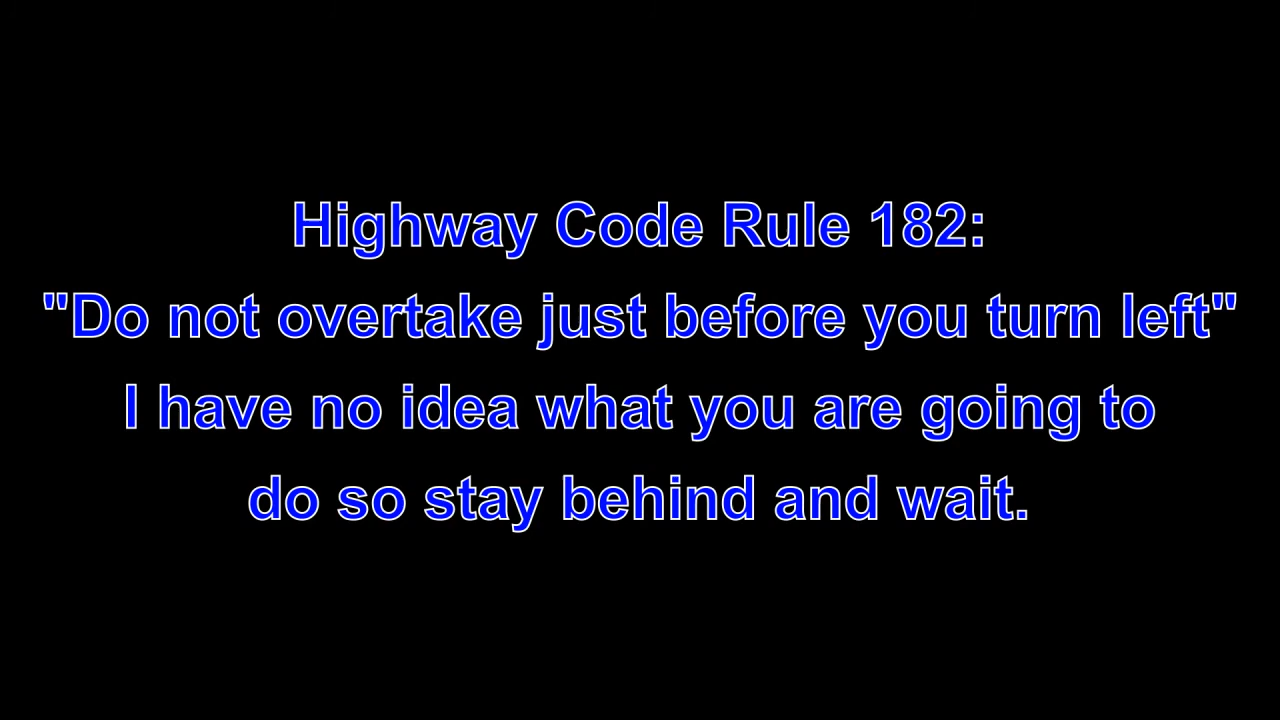 Highway Code Rule 182:
"Do not overtake just before you turn left"
I have no idea what you are going to
do so stay behind and wait.